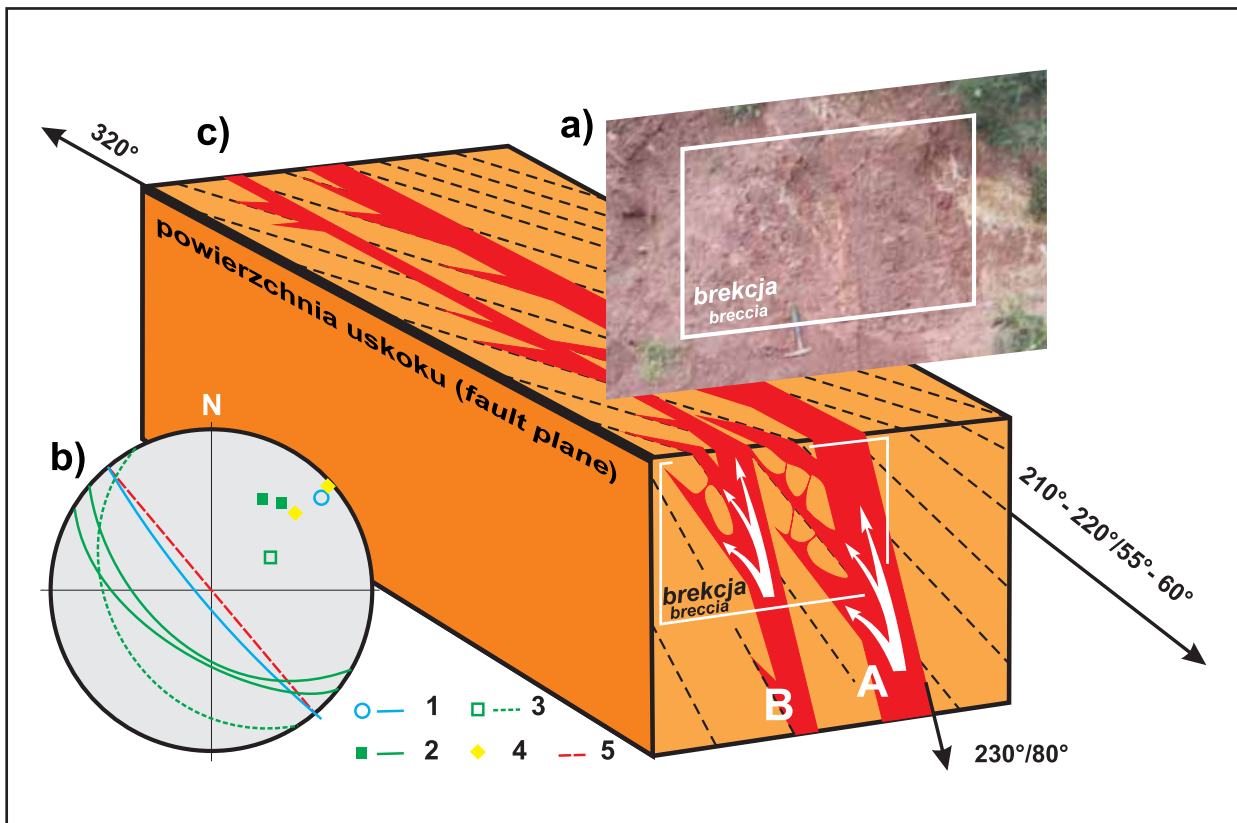 320°
c)
a)
brekcja
breccia
powierzchnia uskoku (fault plane)
N
b)
210°- 220°/55°- 60°
brekcja
breccia
B
A
230°/80°
1
3
2
4
5